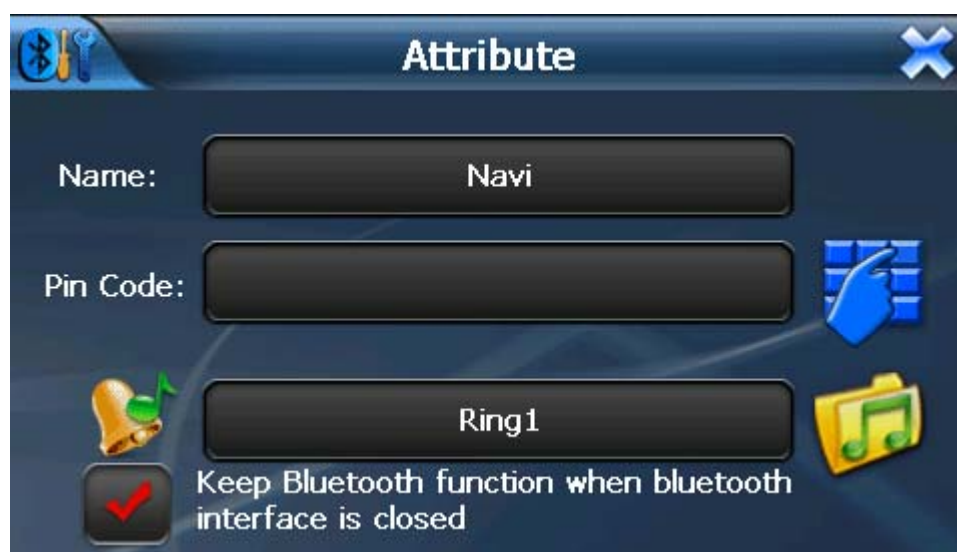 Attribute
Name:
Navi
Pin Code:
Ring1
Keep Bluetooth function when bluetooth
interface is closed